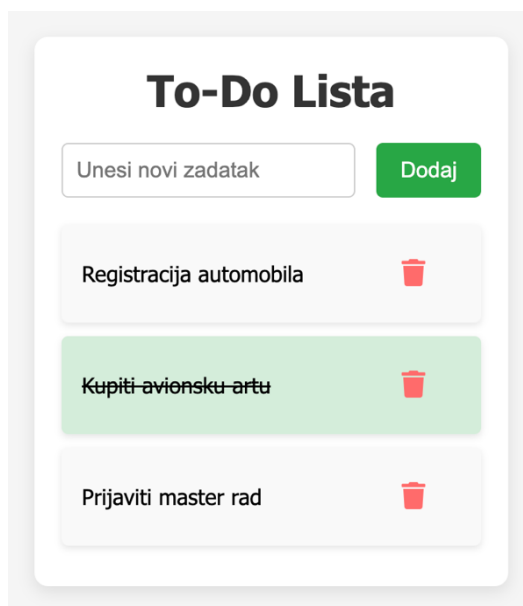 To-Do Lista
Unesi novi zadatak
Dodaj
Registracija automobila
Kupiti avionsku artu
Prijaviti master rad